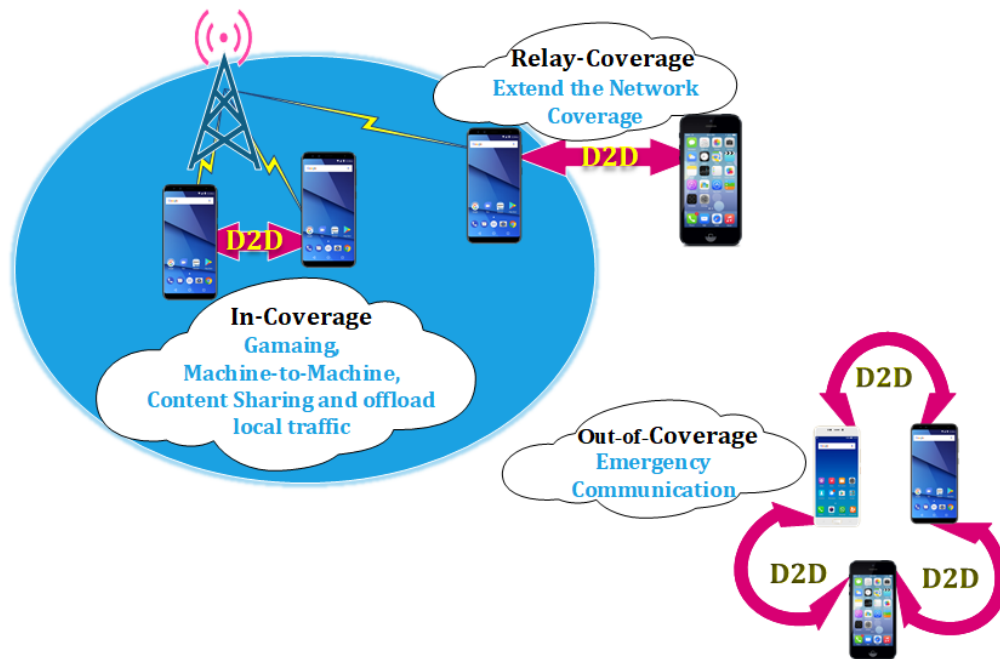 Relay-Coverage
Extend the Network
Coverage
D2D
D2D
In-Coverage
Gamaing,
Machine-to-Machine,
Content Sharing and offload
local traffic
D2D
Out-of-Coverage
Emergency
Communication
D2D
D2D